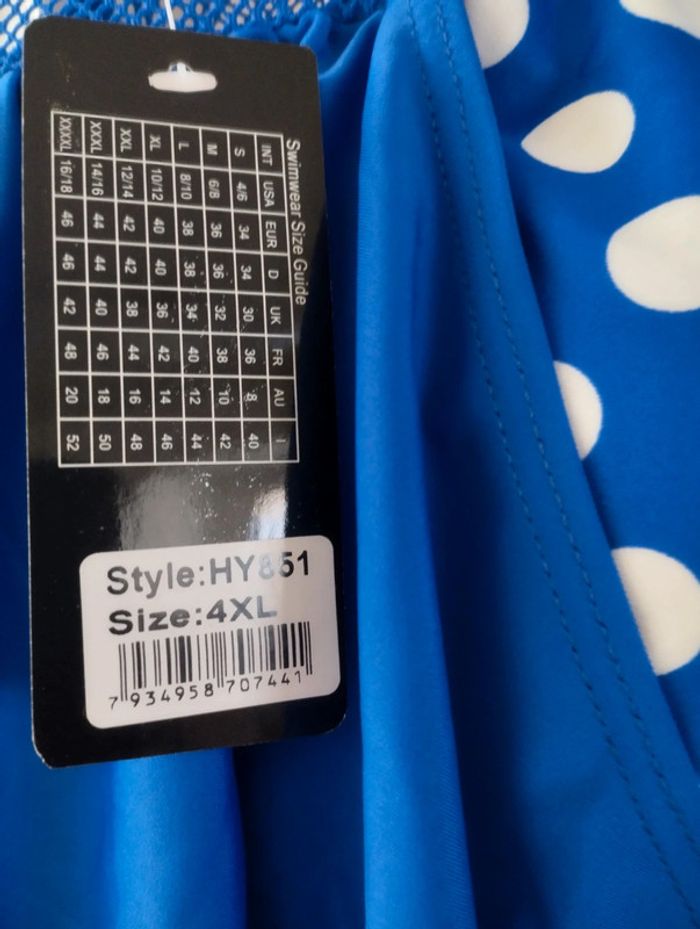 Swimwear Size Guide
INT USA EUR D UK FR AU I
S 4/6 34 34 30 36 8 40
M 6/8 36 36 32 38 10 42
L 8/10 38 38 34 40 12 44
XL 10/12 40 40 36 42 14 46
XXL 12/14 42 42 38 44 16 48
XXXL 14/16 44 44 40 46 18 50
XXXXL 16/18 46 46 42 48 20 52
Style:HY851
Size:4XL
7 934958 707441